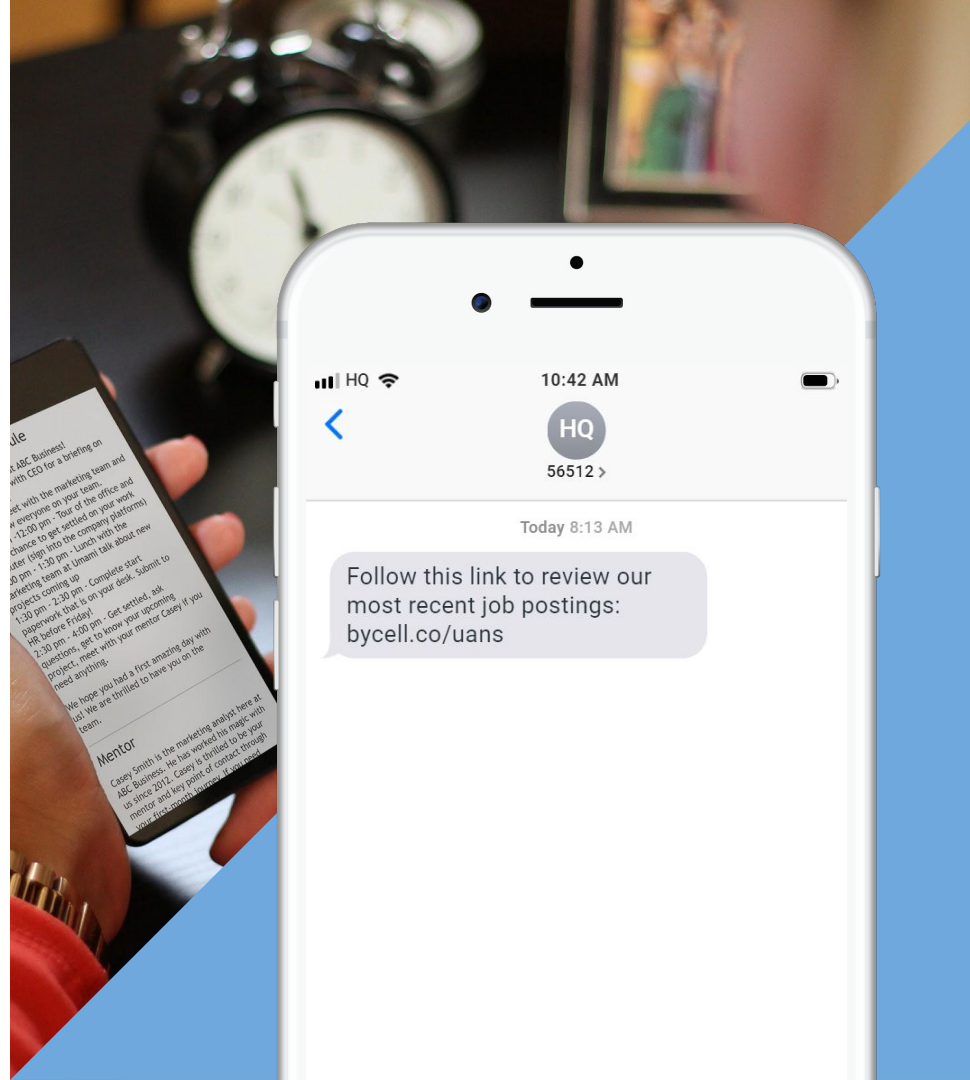 HQ
10:42 AM
HQ
56512
Today 8:13 AM
Follow this link to review our
most recent job postings:
bycell.co/uans
ABC Business!
with CEO for a briefing on
with the marketing team and
everyone on your team.
-12:00 pm - Tour of the office and
chance to get settled on your work
(sign into the company platforms)
pm - 1:30 pm - Lunch with the
marketing team at Umami talk about new
projects coming up
1:30 pm - 2:30 pm - Complete start
paperwork that is on your desk. Submit to
HR before Friday!
2:30 pm - 4:00 pm - Get settled, ask
questions, get to know your upcoming
project, meet with your mentor Casey if you
need anything.
We hope you had a first amazing day with
us! We are thrilled to have you on the
team.
Mentor
Casey Smith is the marketing analyst here at
ABC Business. He has worked his magic with
us since 2012. Casey is thrilled to be your
mentor and key point of contact through
your first-month journey. If you need